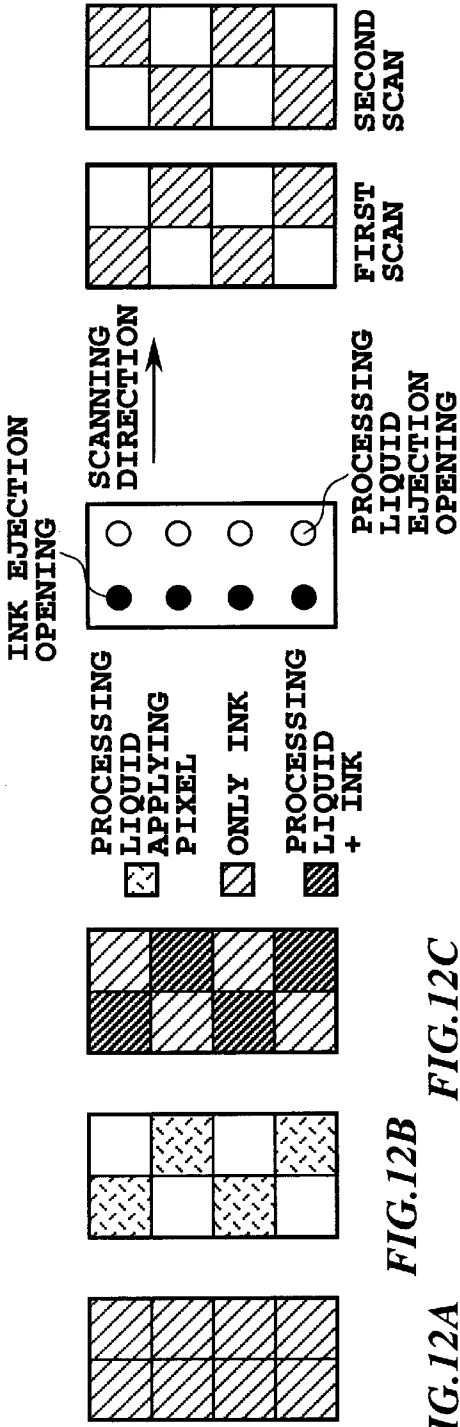 INK EJECTION
OPENING
SCANNING
DIRECTION
PROCESSING
LIQUID
EJECTION
OPENING
FIRST
SCAN
SECOND
SCAN
PROCESSING
LIQUID
APPLYING
PIXEL
ONLY INK
PROCESSING
LIQUID
+ INK
IG.12A
FIG.12B
FIG.12C